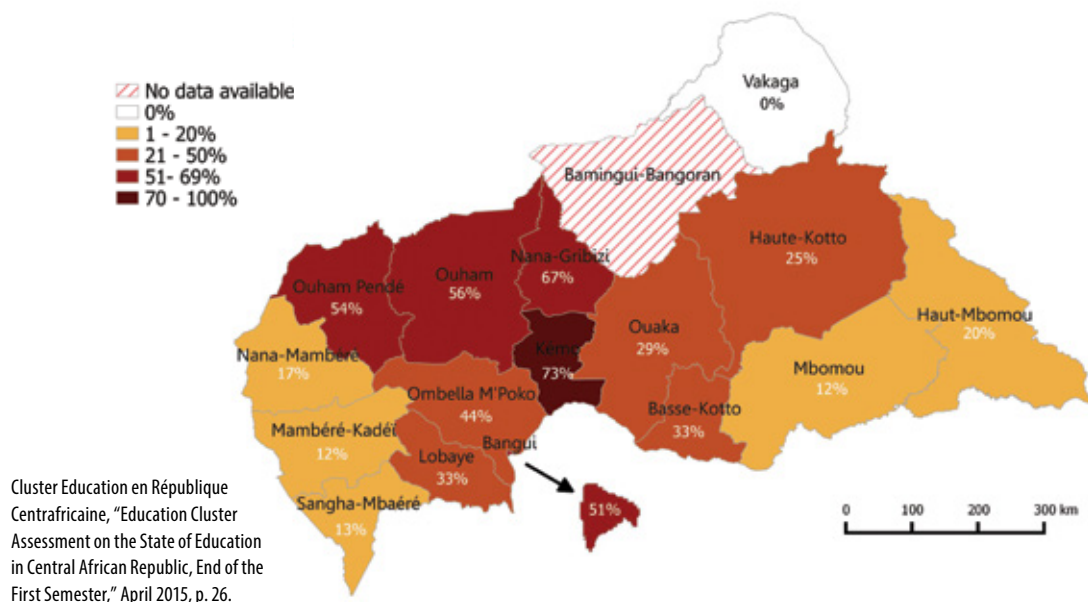 No data available
0%
1 - 20%
21 - 50%
51- 69%
70 - 100%
Vakaga
0%
Bamingui-Bangoran
Haute-Kotto
25%
Nana-Gribizi
67%
Ouham
56%
Ouham Pendé
54%
Haut-Mbomou
20%
Ouaka
29%
Kémo
73%
Nana-Mambéré
17%
Mbomou
12%
Ombella M'Poko
44%
Basse-Kotto
33%
Mambéré-Kadéï
12%
Bangui
51%
Lobaye
33%
Sangha-Mbaéré
13%
0 100 200 300 km
Cluster Education en République
Centrafricaine, “Education Cluster
Assessment on the State of Education
in Central African Republic, End of the
First Semester,” April 2015, p. 26.